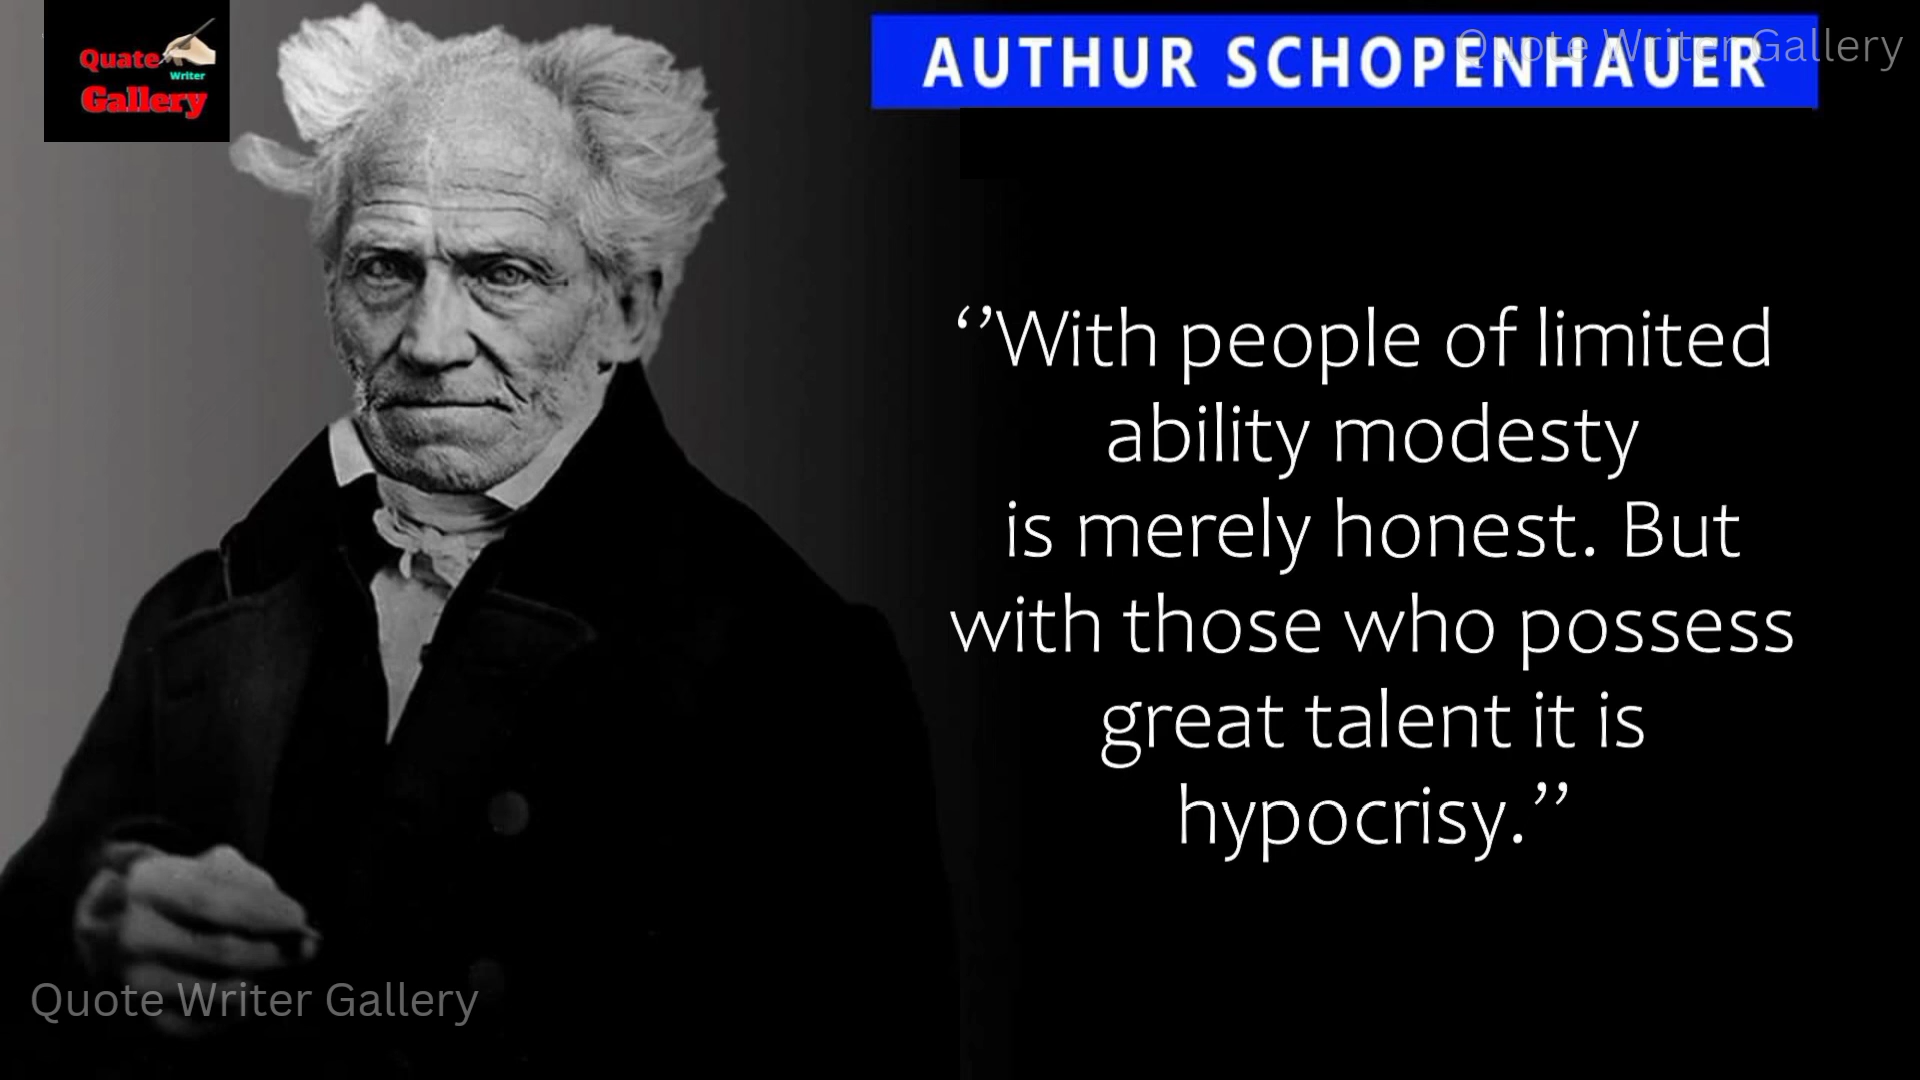 Quate
Writer
Gallery
AUTHUR SCHOPENHAUER
Quote Writer Gallery
‘’With people of limited
ability modesty
is merely honest. But
with those who possess
great talent it is
hypocrisy.’’
Quote Writer Gallery